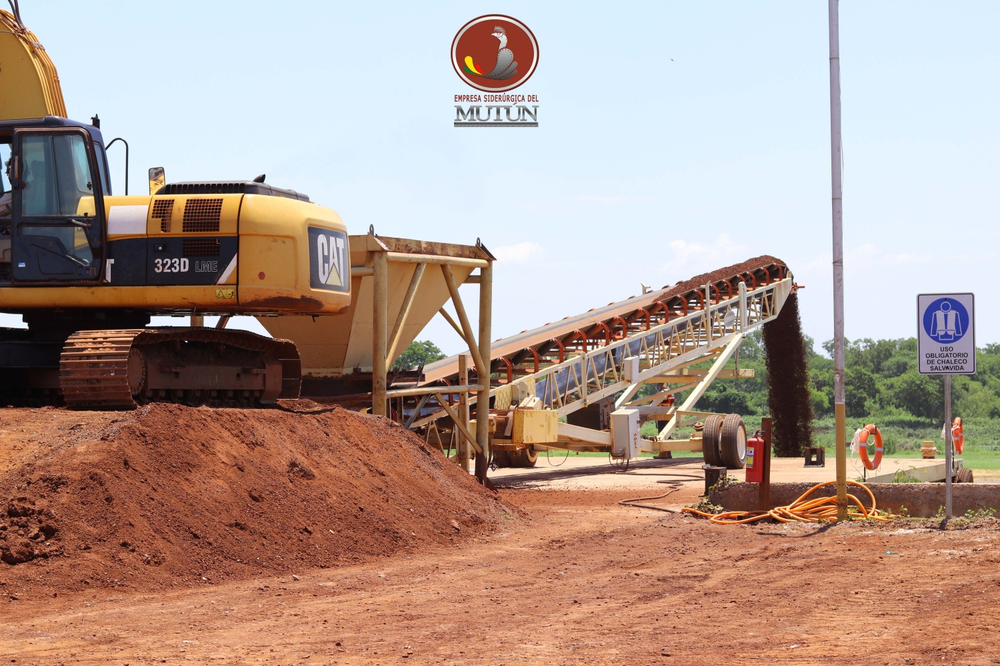 EMPRESA SIDERÚRGICA DEL
MUTÚN
CAT
323D LME
T
USO
OBLIGATORIO
DE CHALECO
SALVAVIDA